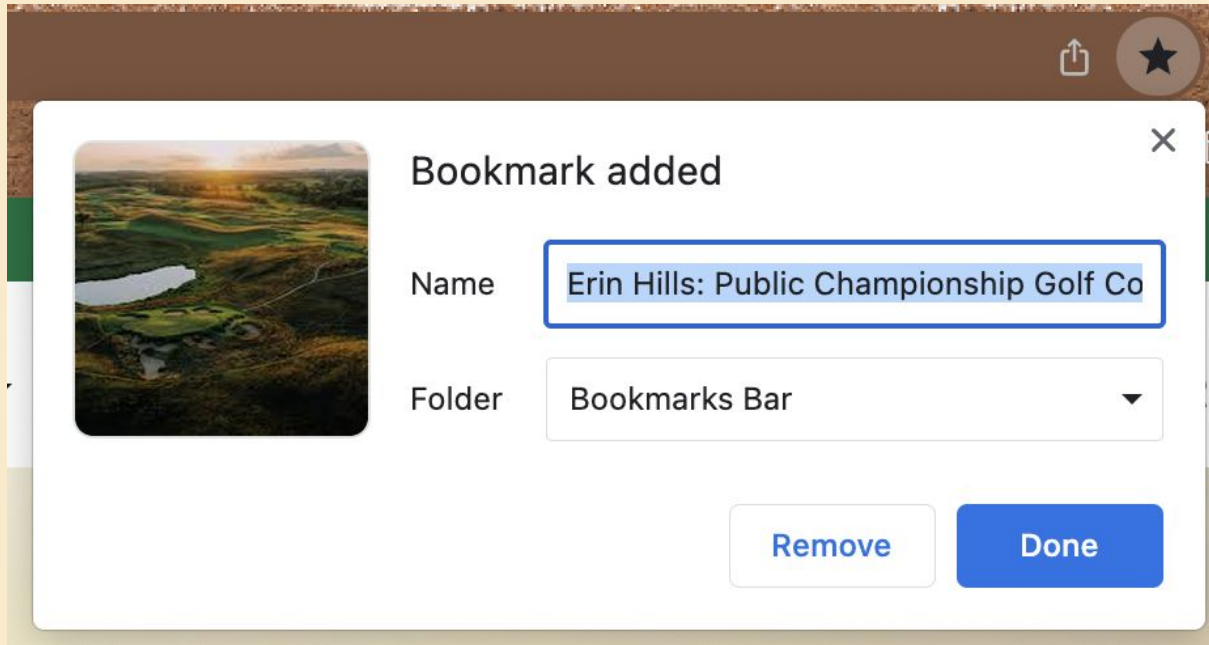 Bookmark added
Name Erin Hills: Public Championship Golf Co
Folder Bookmarks Bar
Remove Done